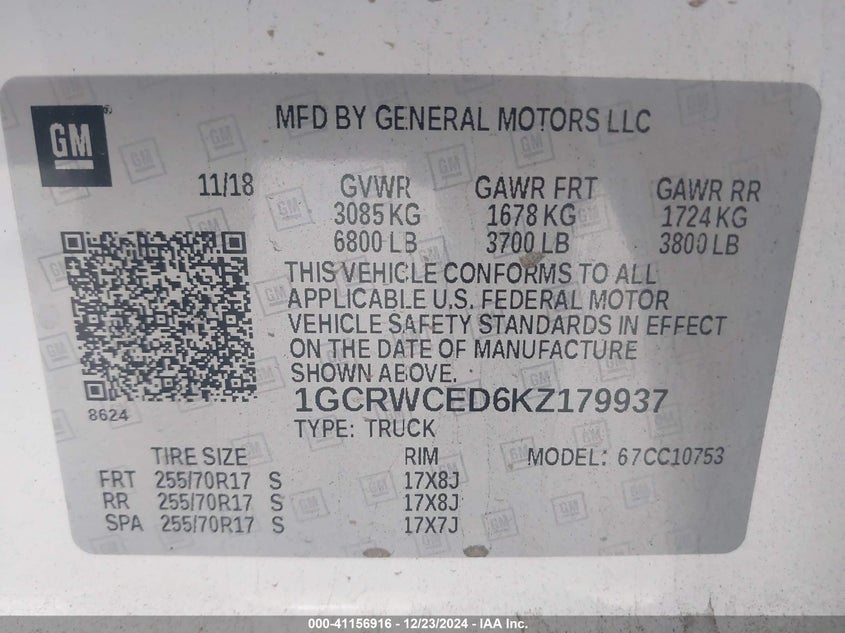 GM
MFD BY GENERAL MOTORS LLC
11/18 GVWR GAWR FRT GAWR RR
3085 KG 1678 KG 1724 KG
6800 LB 3700 LB 3800 LB
THIS VEHICLE CONFORMS TO ALL
APPLICABLE U.S. FEDERAL MOTOR
VEHICLE SAFETY STANDARDS IN EFFECT
ON THE DATE OF MANUFACTURE
SHOWN ABOVE.
8624
1GCRWCED6KZ179937
TYPE: TRUCK
TIRE SIZE RIM MODEL: 67CC10753
FRT 255/70R17 S 17X8J
RR 255/70R17 S 17X8J
SPA 255/70R17 S 17X7J
000-41156916 - 12/23/2024 - IEEBS.com